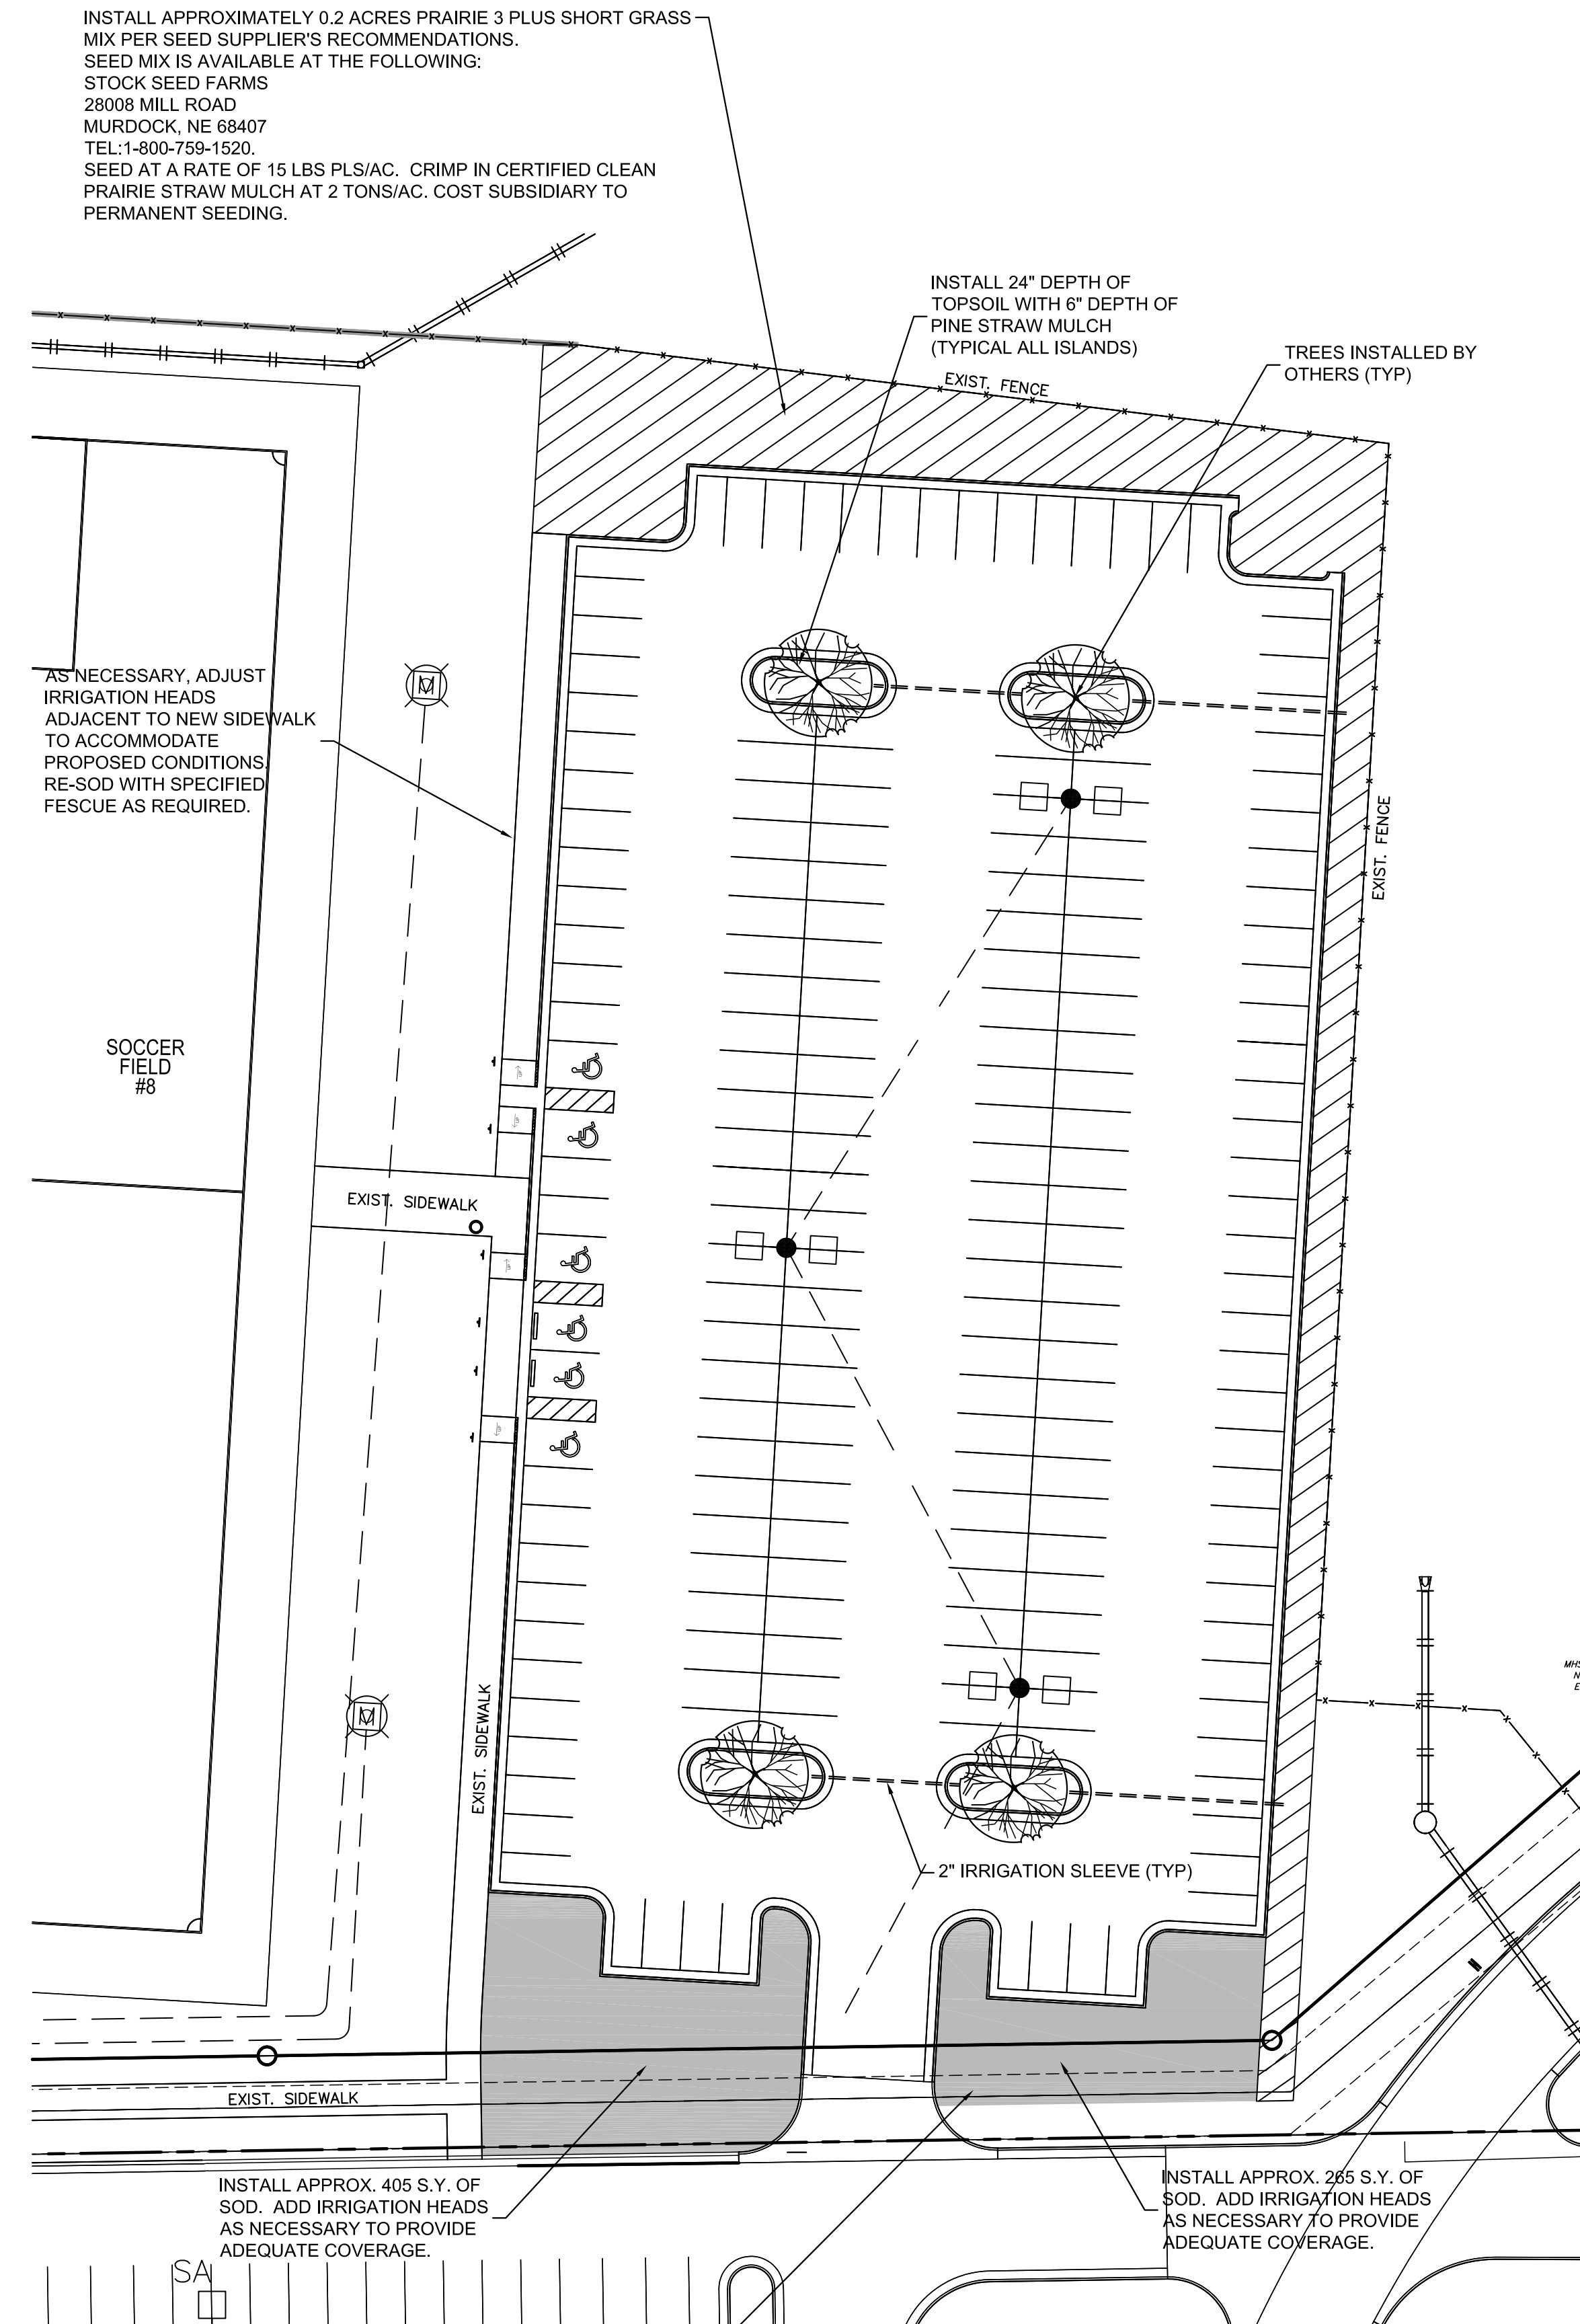 INSTALL APPROXIMATELY 0.2 ACRES PRAIRIE 3 PLUS SHORT GRASS
MIX PER SEED SUPPLIER'S RECOMMENDATIONS.
SEED MIX IS AVAILABLE AT THE FOLLOWING:
STOCK SEED FARMS
28008 MILL ROAD
MURDOCK, NE 68407
TEL:1-800-759-1520.
SEED AT A RATE OF 15 LBS PLS/AC. CRIMP IN CERTIFIED CLEAN
PRAIRIE STRAW MULCH AT 2 TONS/AC. COST SUBSIDIARY TO
PERMANENT SEEDING.
INSTALL 24" DEPTH OF
TOPSOIL WITH 6" DEPTH OF
PINE STRAW MULCH
(TYPICAL ALL ISLANDS)
TREES INSTALLED BY
OTHERS (TYP)
EXIST. FENCE
AS NECESSARY, ADJUST
IRRIGATION HEADS
ADJACENT TO NEW SIDEWALK
TO ACCOMMODATE
PROPOSED CONDITIONS.
RE-SOD WITH SPECIFIED
FESCUE AS REQUIRED.
M
EXIST. FENCE
SOCCER
FIELD
#8
EXIST. SIDEWALK
MHS
N
E
M
EXIST. SIDEWALK
2" IRRIGATION SLEEVE (TYP)
EXIST. SIDEWALK
INSTALL APPROX. 405 S.Y. OF
SOD. ADD IRRIGATION HEADS
AS NECESSARY TO PROVIDE
ADEQUATE COVERAGE.
INSTALL APPROX. 265 S.Y. OF
SOD. ADD IRRIGATION HEADS
AS NECESSARY TO PROVIDE
ADEQUATE COVERAGE.
SA